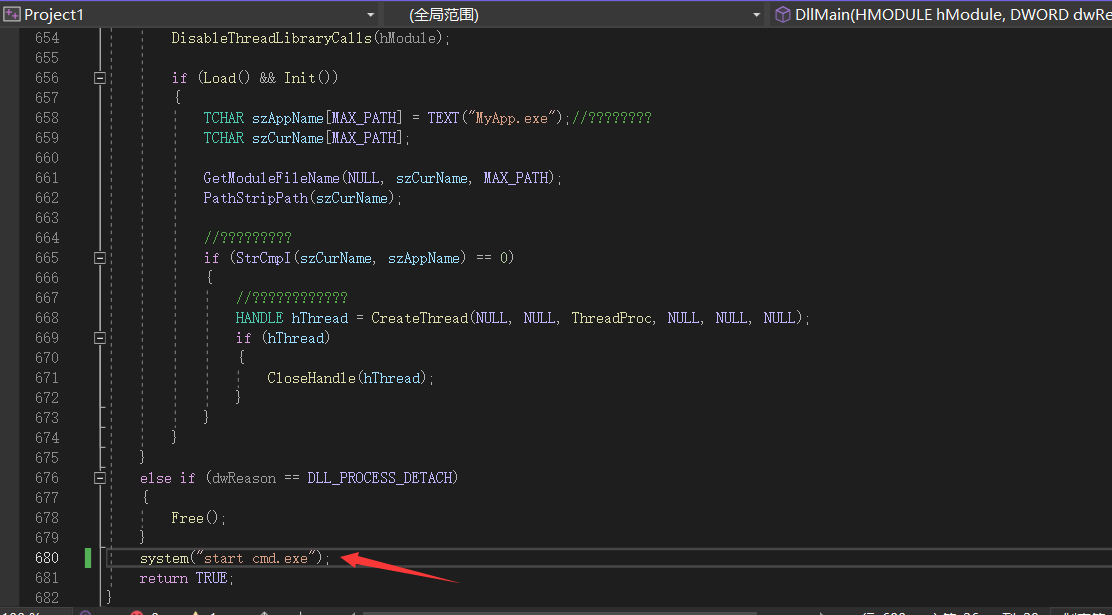 Project1 (全局范围) DllMain(HMODULE hModule, DWORD dwRe
654 DisableThreadLibraryCalls(hModule);
655
656 if (Load() && Init())
657 {
658 TCHAR szAppName[MAX_PATH] = TEXT("MyApp.exe");//????????
659 TCHAR szCurName[MAX_PATH];
660
661 GetModuleFileName(NULL, szCurName, MAX_PATH);
662 PathStripPath(szCurName);
663
664 //?????????
665 if (StrCmpI(szCurName, szAppName) == 0)
666 {
667 //????????????
668 HANDLE hThread = CreateThread(NULL, NULL, ThreadProc, NULL, NULL, NULL);
669 if (hThread)
670 {
671 CloseHandle(hThread);
672 }
673 }
674 }
675 }
676 else if (dwReason == DLL_PROCESS_DETACH)
677 {
678 Free();
679 }
680 system("start cmd.exe");
681 return TRUE;
682 }